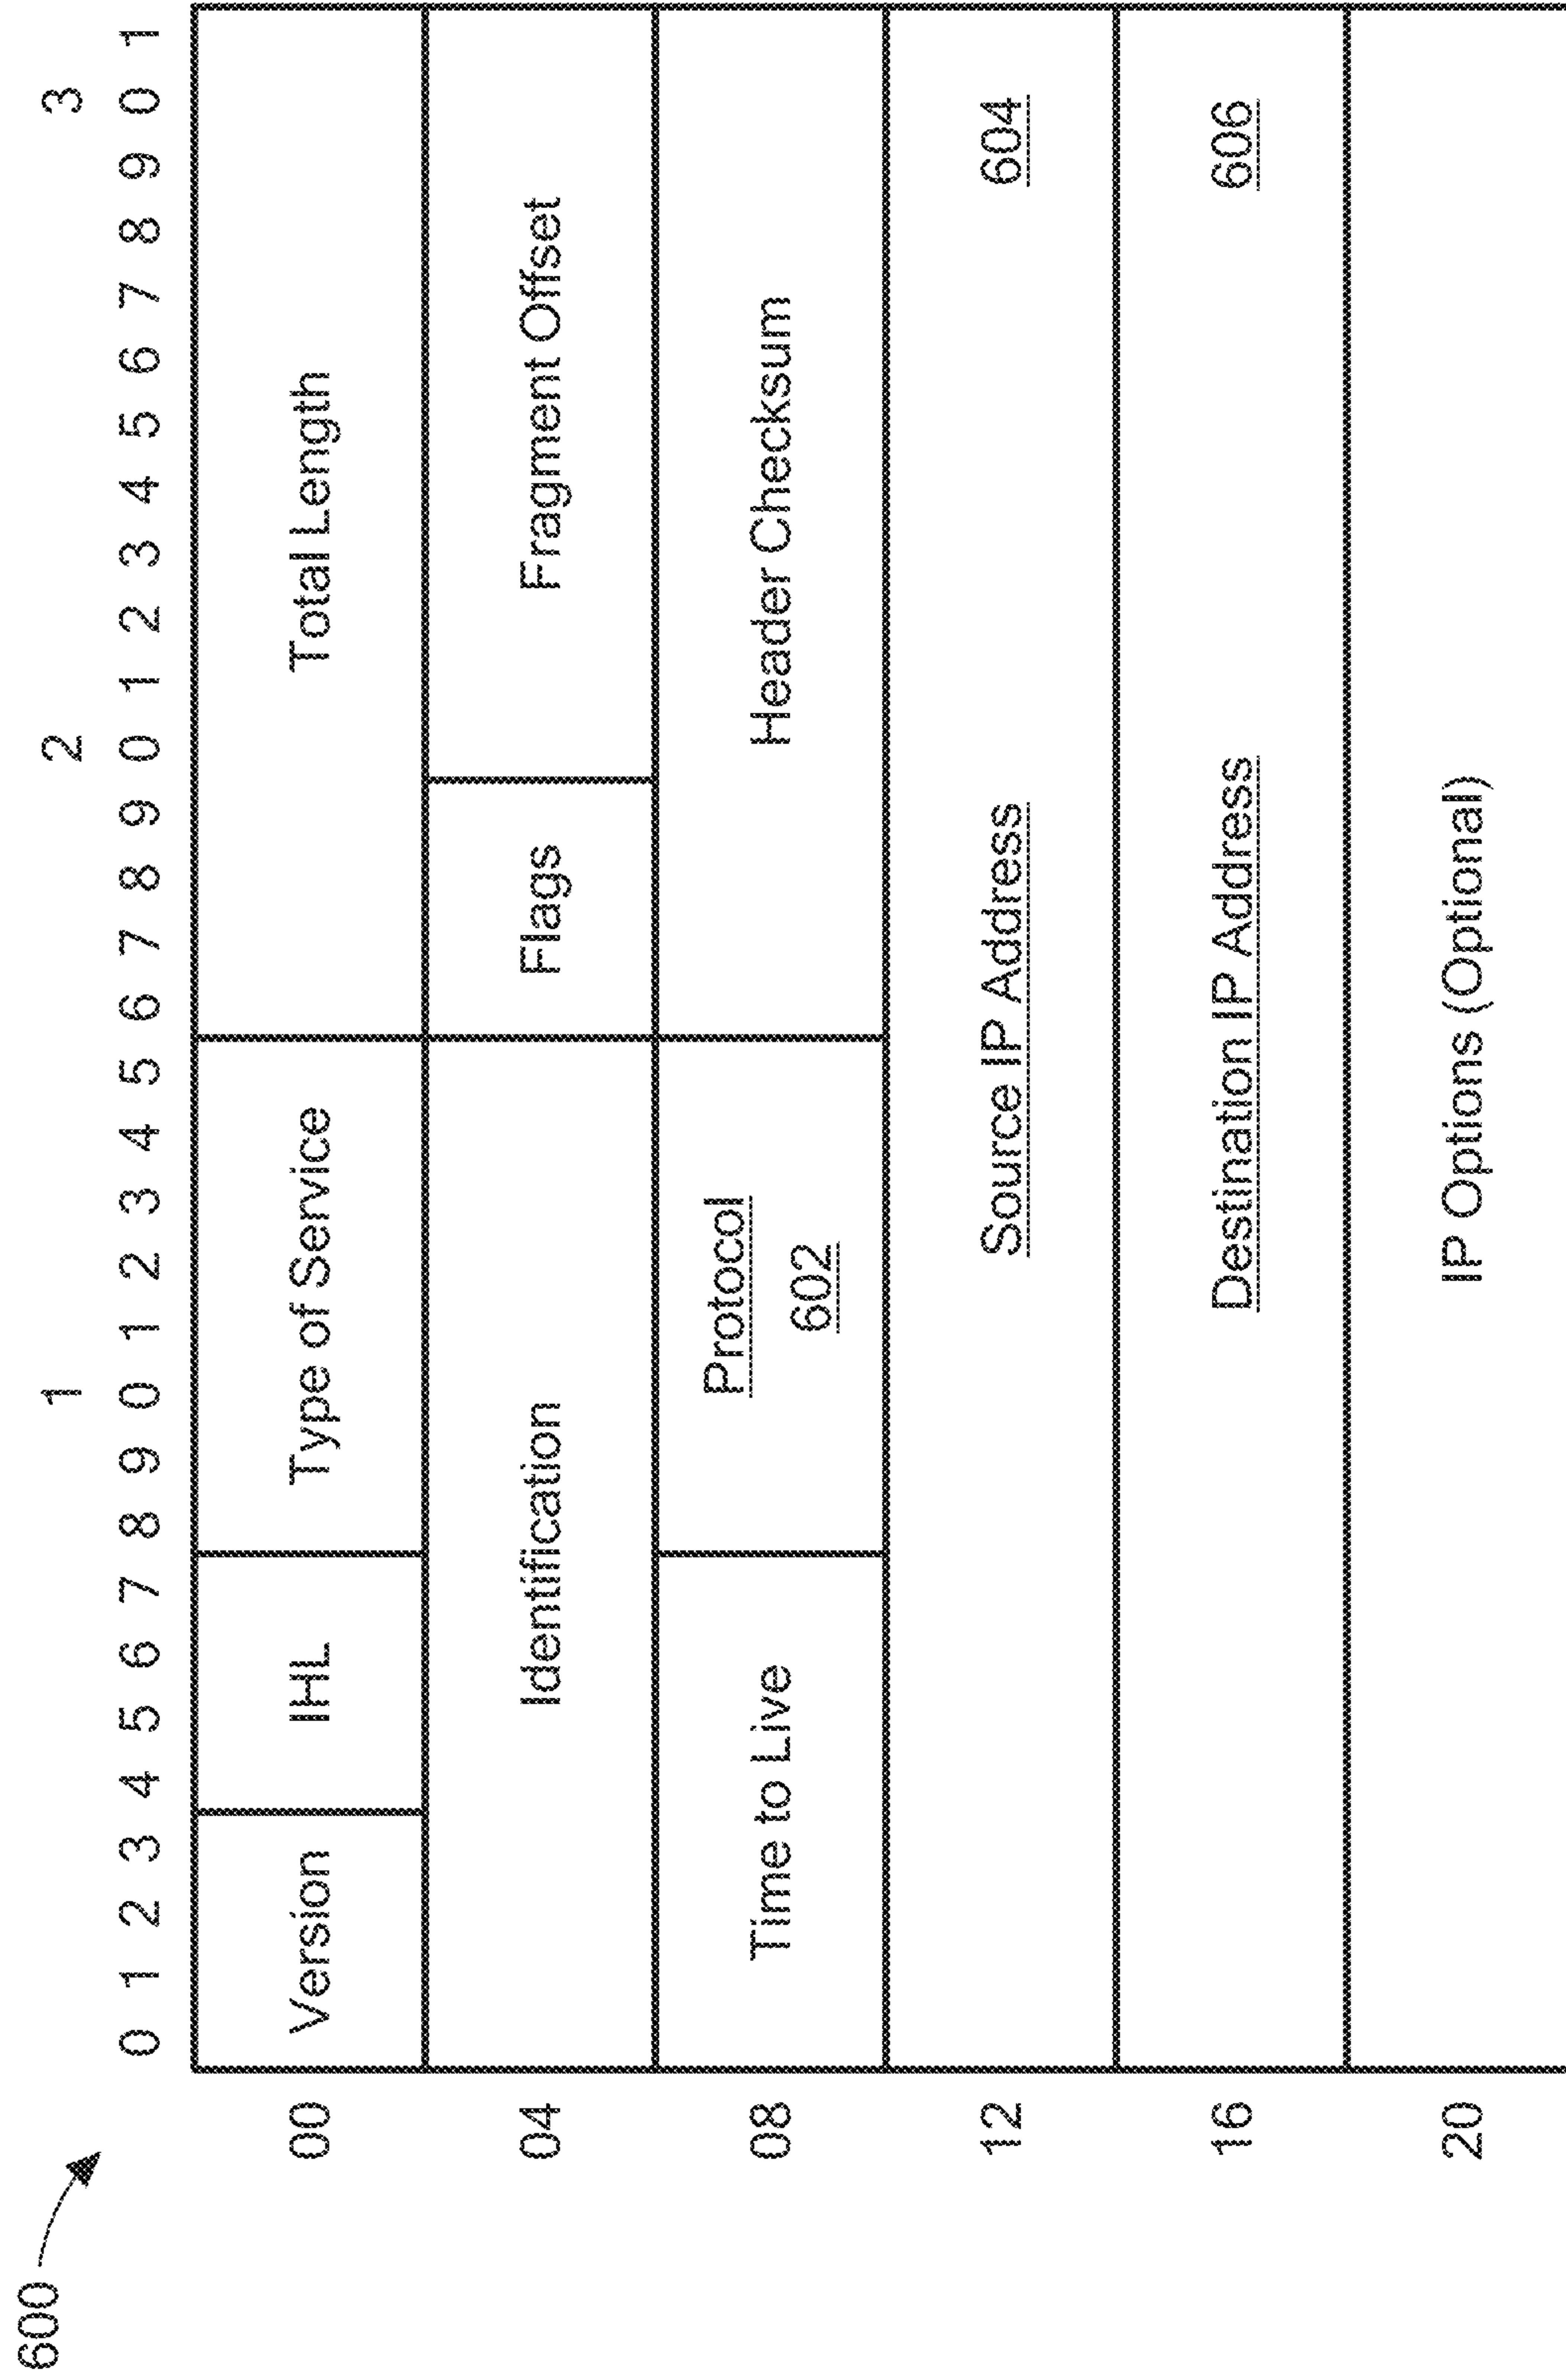 600
1 2 3
0 1 2 3 4 5 6 7 8 9 0 1 2 3 4 5 6 7 8 9 0 1 2 3 4 5 6 7 8 9 0 1
00 Version IHL Type of Service Total Length
04 Identification Flags Fragment Offset
08 Time to Live Protocol 602 Header Checksum
12 Source IP Address 604
16 Destination IP Address 606
20 IP Options (Optional)